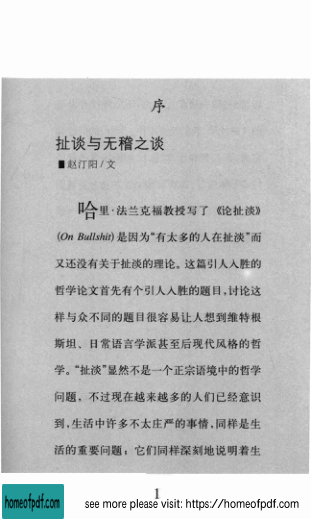 序
扯谈与无稽之谈
■赵汀阳/文
哈里·法兰克福教授写了《论扯淡》
(On Bullshit)是因为“有太多的人在扯淡”而
又还没有关于扯淡的理论。这篇引人入胜的
哲学论文首先有个引人入胜的题目,讨论这
样与众不同的题目很容易让人想到维特根
斯坦、日常语言学派甚至后现代风格的哲
学。“扯淡”显然不是一个正宗语境中的哲学
问题,不过现在越来越多的人们已经意识
到,生活中许多不太庄严的事情,同样是生
活的重要问题,它们同样深刻地说明着生
1
homeofpdf.com
see more please visit: https://homeofpdf.com